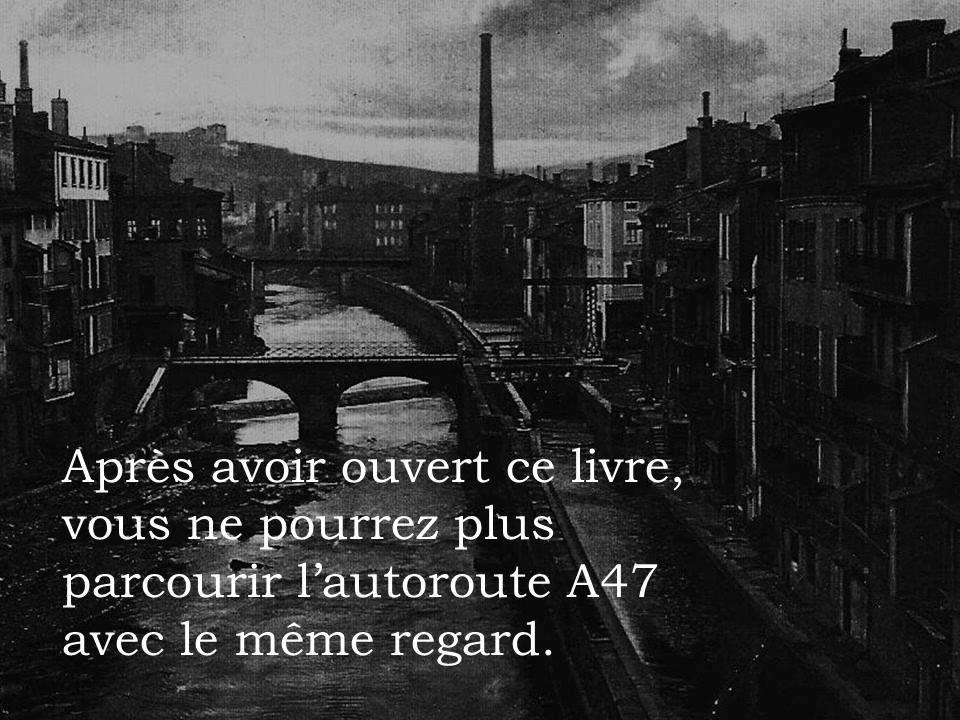 Après avoir ouvert ce livre,
vous ne pourrez plus
parcourir l’autoroute A47
avec le même regard.